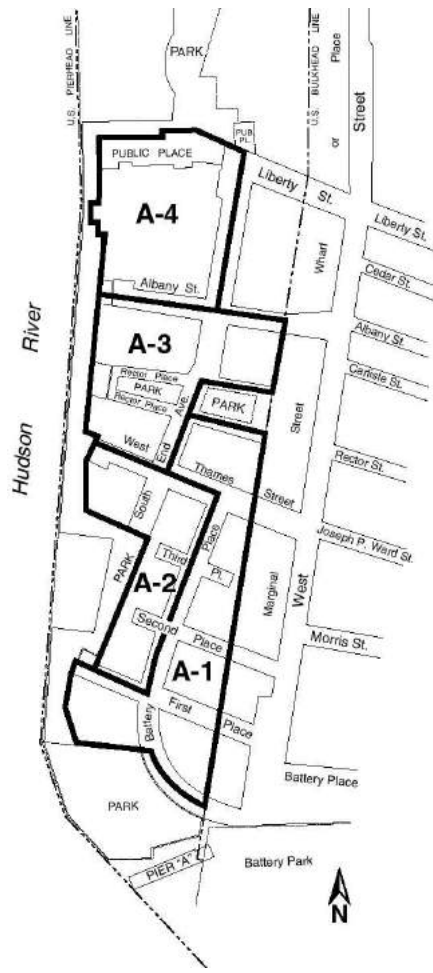 U.S. PIERHEAD LINE
PARK
U.S. BULKHEAD LINE
Place
or
Street
PUB.
PL.
PUBLIC PLACE
Liberty St.
A-4
Liberty St.
Wharf
Cedar St.
Albany St.
Hudson River
A-3
Albany St.
Rector Place
PARK
Rector Place
Carlisle St.
Ave.
PARK
West
End
Street
Rector St.
Thames Street
South
Place
Joseph P. Ward St.
PARK
Third
Pl.
A-2
Marginal
West
Second Place
Morris St.
A-1
First Place
Battery
Battery Place
PARK
PIER "A"
Battery Park
N